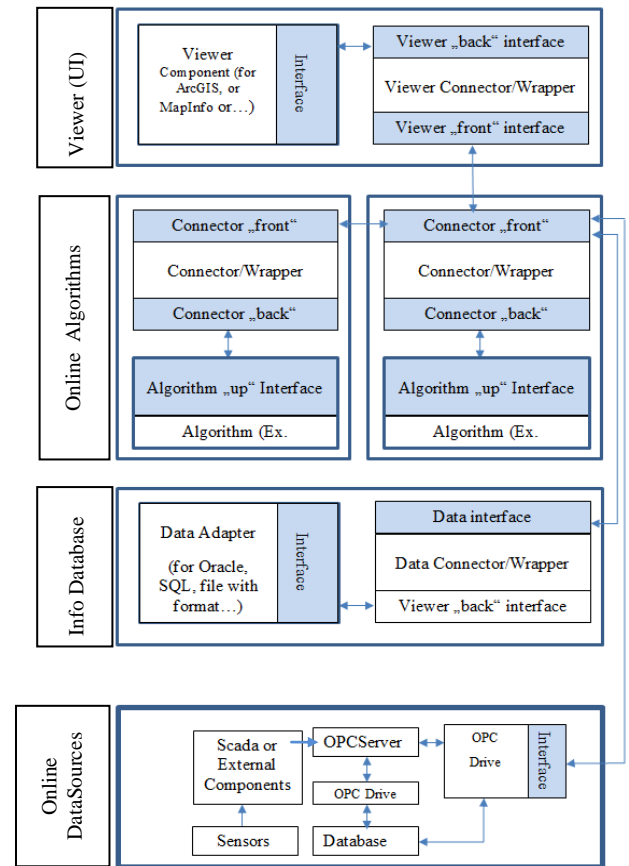 Viewer (UI)
Viewer
Component (for
ArcGIS, or
MapInfo or…)
Interface
Viewer „back“ interface
Viewer Connector/Wrapper
Viewer „front“ interface
Online Algorithms
Connector „front“
Connector/Wrapper
Connector „back“
Algorithm „up“ Interface
Algorithm (Ex.
Connector „front“
Connector/Wrapper
Connector „back“
Algorithm „up“ Interface
Algorithm (Ex.
Info Database
Data Adapter
(for Oracle,
SQL, file with
format…)
Interface
Data interface
Data Connector/Wrapper
Viewer „back“ interface
Online
DataSources
Scada or
External
Components
Sensors
OPCServer
OPC Drive
Database
OPC
Drive
Interface